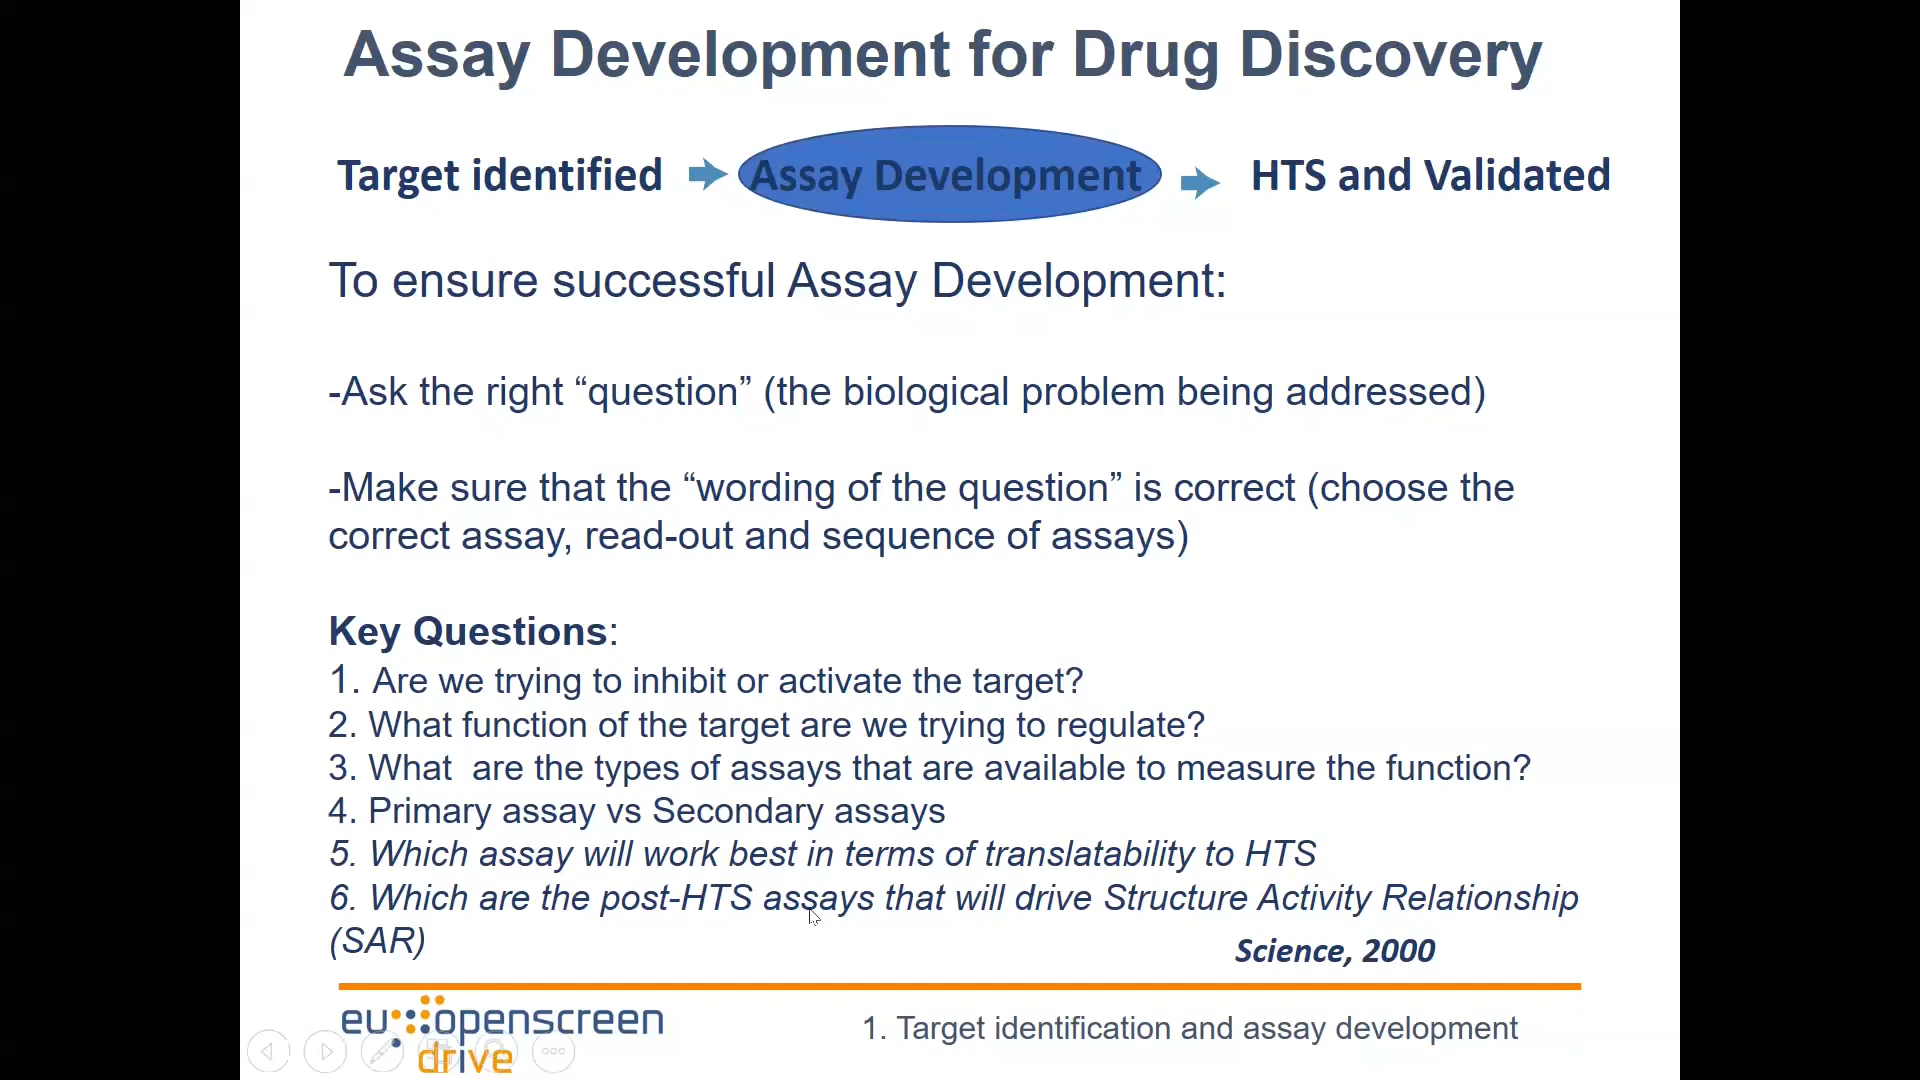 Assay Development for Drug Discovery
Target identified Assay Development HTS and Validated
To ensure successful Assay Development:
-Ask the right “question” (the biological problem being addressed)
-Make sure that the “wording of the question” is correct (choose the
correct assay, read-out and sequence of assays)
Key Questions:
1. Are we trying to inhibit or activate the target?
2. What function of the target are we trying to regulate?
3. What  are the types of assays that are available to measure the function?
4. Primary assay vs Secondary assays
5. Which assay will work best in terms of translatability to HTS
6. Which are the post-HTS assays that will drive Structure Activity Relationship
(SAR)
Science, 2000
eu openscreen
drive
1. Target identification and assay development